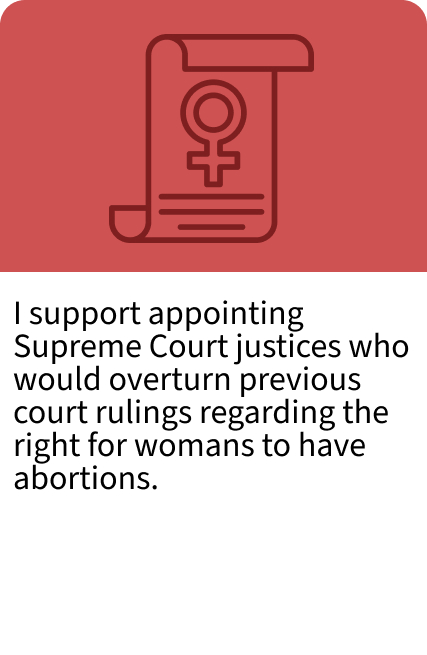 I support appointing
Supreme Court justices who
would overturn previous
court rulings regarding the
right for womans to have
abortions.